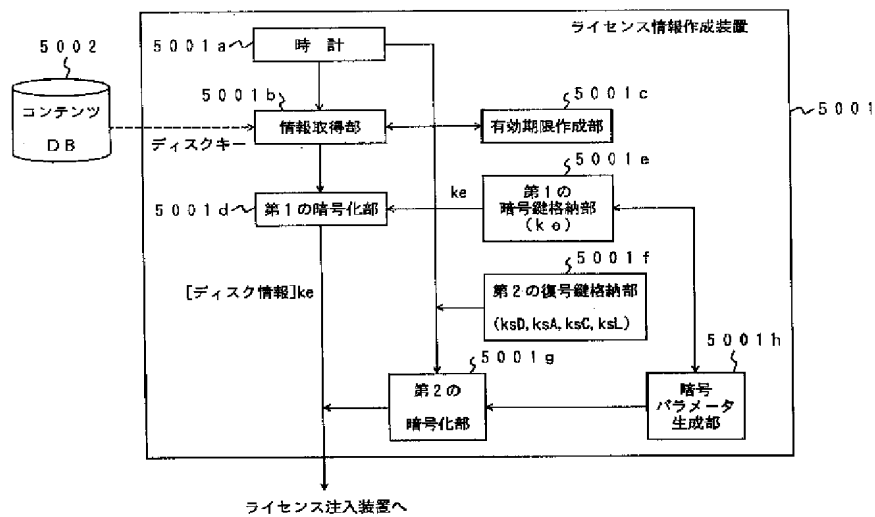 ライセンス情報作成装置
5002
5001a
時 計
5001b
5001c
5001
コンテンツ
DB
ディスクキー
情報取得部
有効期限作成部
5001e
5001d
第1の暗号化部
ke
第1の
暗号鍵格納部
(ke)
5001f
[ディスク情報]ke
第2の復号鍵格納部
(ksD,ksA,ksC,ksL)
5001g
5001h
第2の
暗号化部
暗号
パラメータ
生成部
ライセンス注入装置へ